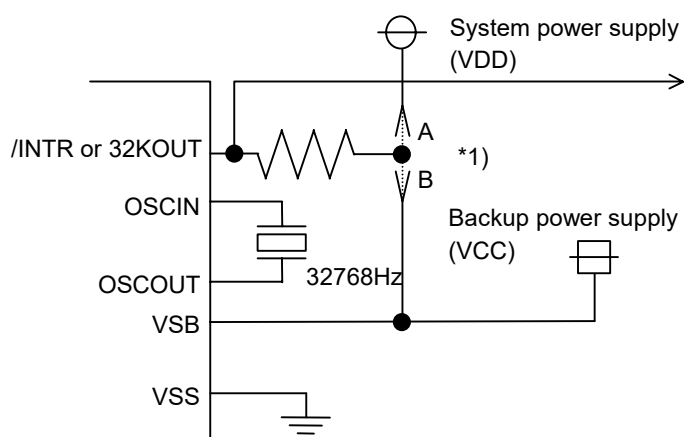 System power supply
(VDD)
A
/INTR or 32KOUT
*1)
B
OSCIN
Backup power supply
(VCC)
OSCOUT
32768Hz
VSB
VSS